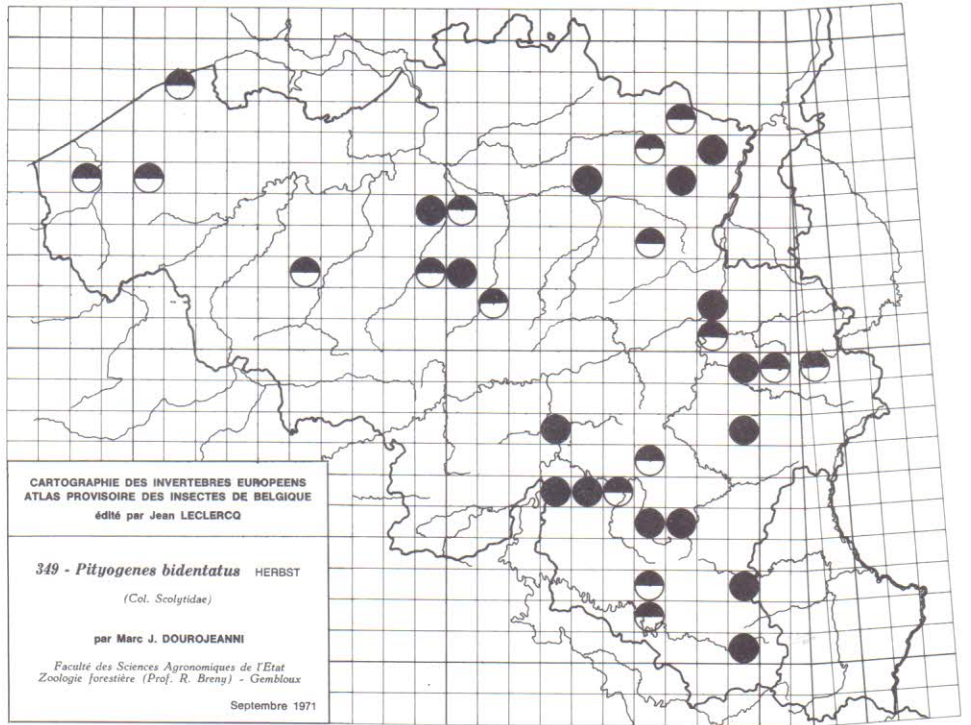 CARTOGRAPHIE DES INVERTEBRES EUROPEENS
ATLAS PROVISOIRE DES INSECTES DE BELGIQUE
édité par Jean LECLERCQ
349 - Pityogenes bidentatus HERBST
(Col. Scolytidae)
par Marc J. DOUROJEANNI
Faculté des Sciences Agronomiques de l'Etat
Zoologie forestière (Prof. R. Breny) - Gembloux
Septembre 1971